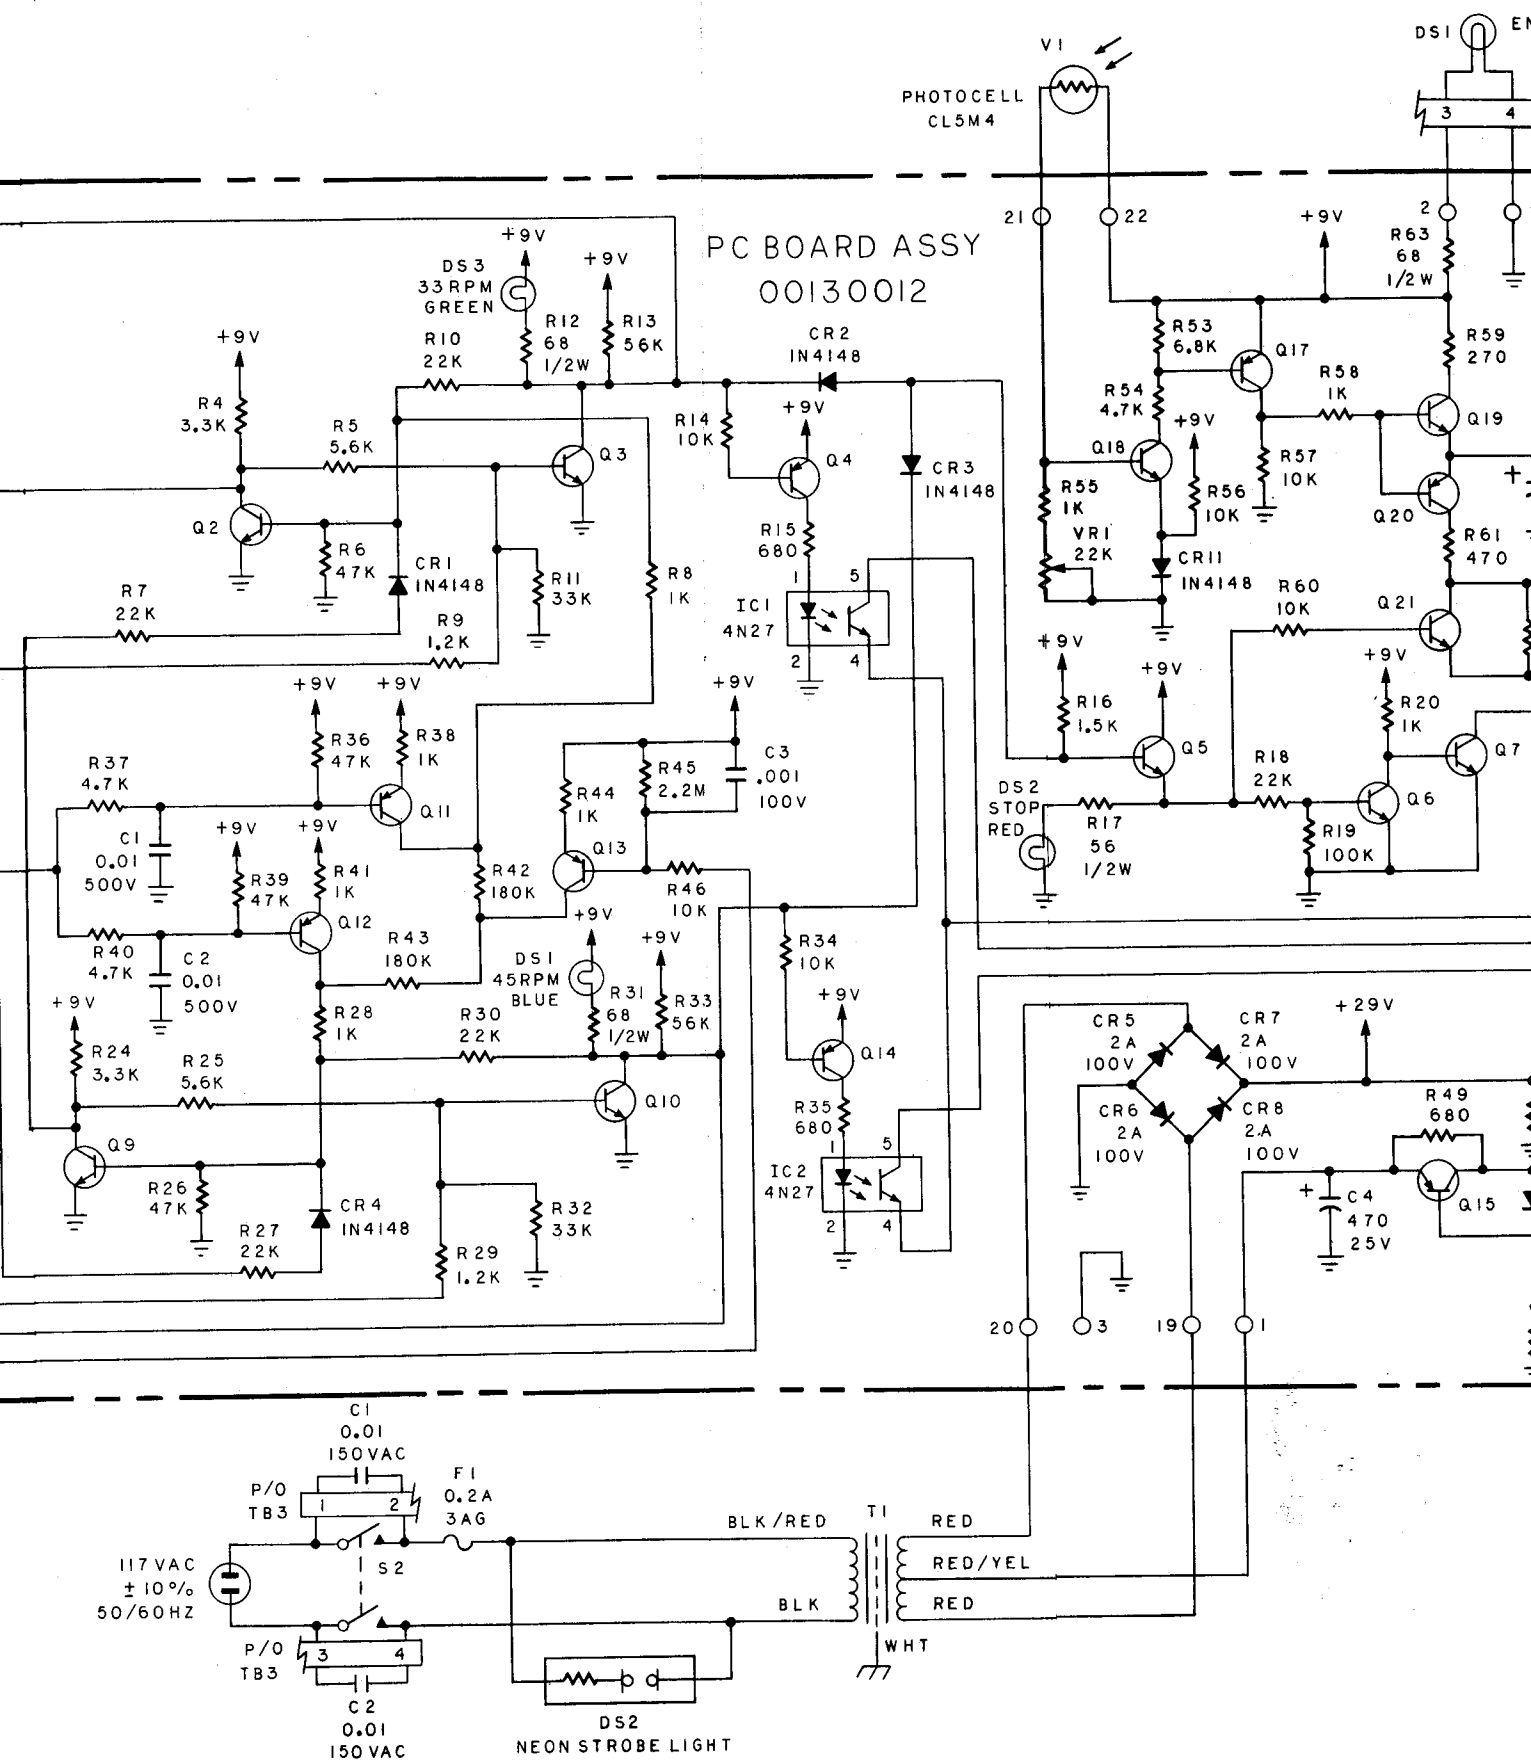 V1
PHOTOCELL
CL5M4
DS1
EN
3
4
21
22
+9V
2
R63
68
1/2W
PC BOARD ASSY
00130012
+9V
DS3
33RPM
GREEN
+9V
R12
68
1/2W
R13
56K
R10
22K
+9V
CR2
1N4148
R53
6.8K
Q17
R59
270
R4
3.3K
R5
5.6K
Q3
R14
10K
+9V
Q4
CR3
1N4148
R54
4.7K
+9V
R58
1K
Q19
Q18
R57
10K
+
Q2
R6
47K
CR1
1N4148
R11
33K
R8
1K
R15
680
R55
1K
VR1
22K
R56
10K
Q20
R61
470
CR11
1N4148
R7
22K
R9
1.2K
IC1
4N27
1
5
2
4
R60
10K
Q21
+9V
+9V
+9V
+9V
+9V
+9V
R37
4.7K
R36
47K
R38
1K
Q11
R44
1K
R45
2.2M
C3
.001
100V
R16
1.5K
Q5
R20
1K
Q7
DS2
STOP
RED
R18
22K
Q6
C1
0.01
500V
+9V
+9V
R39
47K
R41
1K
Q13
R42
180K
R46
10K
R17
56
1/2W
R19
100K
Q12
+9V
R40
4.7K
C2
0.01
500V
R43
180K
DS1
45RPM
BLUE
+9V
R34
10K
+9V
R28
1K
R30
22K
R31
68
1/2W
R33
56K
+9V
CR5
2A
100V
CR7
2A
100V
+29V
R24
3.3K
R25
5.6K
Q14
Q10
R35
680
CR6
2A
100V
CR8
2A
100V
R49
680
Q9
R26
47K
CR4
1N4148
R32
33K
IC2
4N27
1
5
2
4
+
C4
470
25V
Q15
R27
22K
R29
1.2K
20
3
19
1
C1
0.01
150VAC
P/O
TB3
1
2
F1
0.2A
3AG
BLK/RED
T1
RED
117 VAC
±10%
50/60HZ
S2
RED/YEL
BLK
RED
P/O
TB3
3
4
WHT
C2
0.01
150 VAC
DS2
NEON STROBE LIGHT